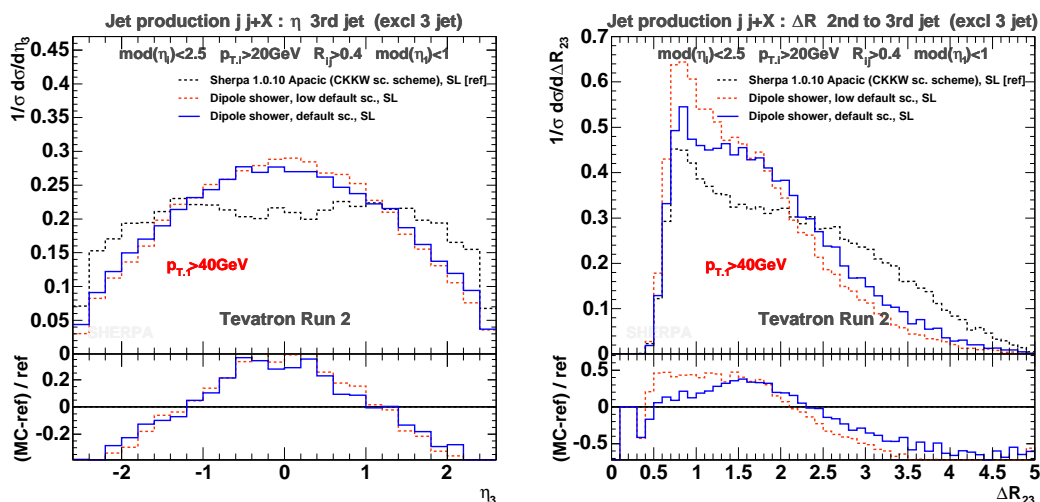 Jet production j j+X : η 3rd jet (excl 3 jet)
1/σ dσ/dη3
mod(ηi)<2.5 pT,i>20GeV Rij>0.4 mod(η1)<1
Sherpa 1.0.10 Apacic (CKKW sc. scheme), SL [ref]
Dipole shower, low default sc., SL
Dipole shower, default sc., SL
0.45
0.4
0.35
0.3
0.25
0.2
0.15
0.1
0.05
0
pT,1>40GeV
Tevatron Run 2
SHERPA
(MC-ref) / ref
0.2
0
-0.2
-2 -1 0 1 2
η3
Jet production j j+X : ΔR 2nd to 3rd jet (excl 3 jet)
1/σ dσ/dΔR23
mod(ηi)<2.5 pT,i>20GeV Rij>0.4 mod(η1)<1
Sherpa 1.0.10 Apacic (CKKW sc. scheme), SL [ref]
Dipole shower, low default sc., SL
Dipole shower, default sc., SL
0.7
0.6
0.5
0.4
0.3
0.2
0.1
0
pT,1>40GeV
Tevatron Run 2
SHERPA
(MC-ref) / ref
0.5
0
-0.5
0 0.5 1 1.5 2 2.5 3 3.5 4 4.5 5
ΔR23